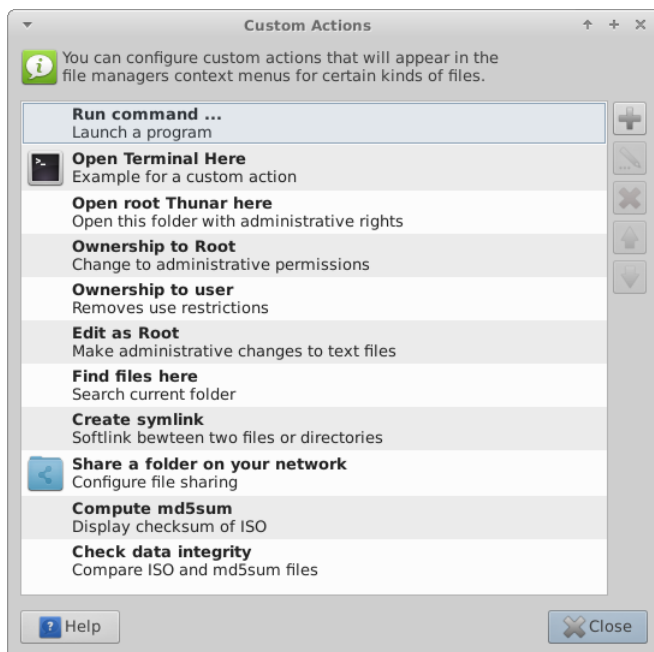 Custom Actions
You can configure custom actions that will appear in the
file managers context menus for certain kinds of files.
Run command ...
Launch a program
Open Terminal Here
Example for a custom action
Open root Thunar here
Open this folder with administrative rights
Ownership to Root
Change to administrative permissions
Ownership to user
Removes use restrictions
Edit as Root
Make administrative changes to text files
Find files here
Search current folder
Create symlink
Softlink bewteen two files or directories
Share a folder on your network
Configure file sharing
Compute md5sum
Display checksum of ISO
Check data integrity
Compare ISO and md5sum files
Help
Close